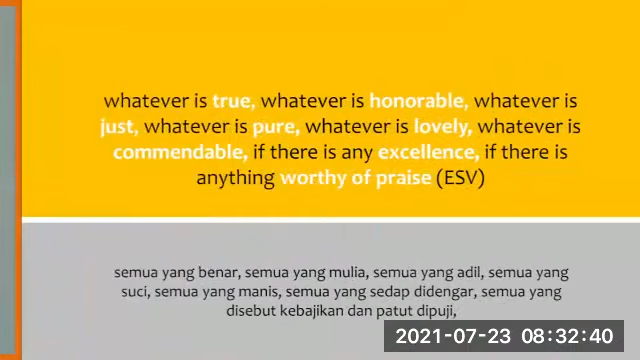 whatever is true, whatever is honorable, whatever is
just, whatever is pure, whatever is lovely, whatever is
commendable, if there is any excellence, if there is
anything worthy of praise (ESV)
semua yang benar, semua yang mulia, semua yang adil, semua yang
suci, semua yang manis, semua yang sedap didengar, semua yang
disebut kebajikan dan patut dipuji,
2021-07-23 08:32:40